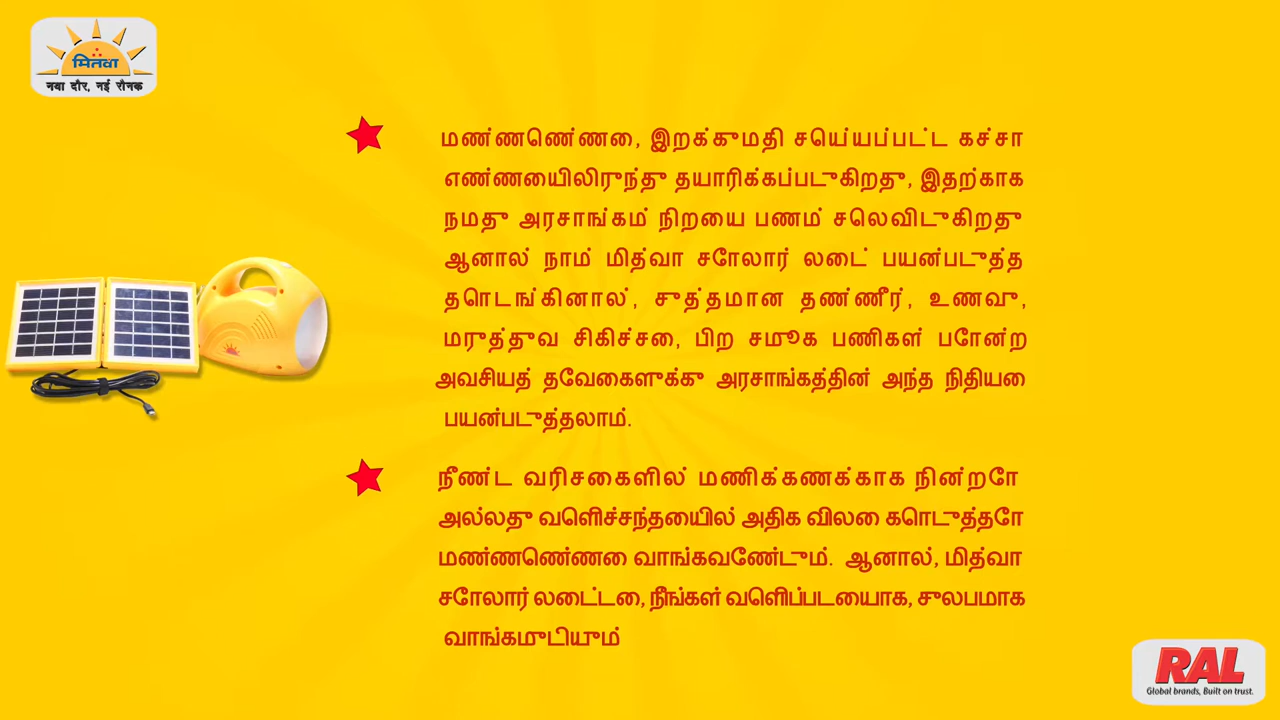 मितवा
नया दौर, नई रौनक
மண்ணெண்ணை, இறக்குமதி செய்யப்பட்ட கச்சா
எண்ணையிலிருந்து தயாரிக்கப்படுகிறது, இதற்காக
நமது அரசாங்கம் நிறைய பணம் செலவிடுகிறது
ஆனால் நாம் மித்வா சோலார் லைட் பயன்படுத்த
தொடங்கினால், சுத்தமான தண்ணீர், உணவு,
மருத்துவ சிகிச்சை, பிற சமூக பணிகள் போன்ற
அவசியத் தேவைகளுக்கு அரசாங்கத்தின் அந்த நிதியை
பயன்படுத்தலாம்.
நீண்ட வரிசைகளில் மணிக்கணக்காக நின்றோ
அல்லது வெளிச்சந்தையில் அதிக விலை கொடுத்தோ
மண்ணெண்ணை வாங்கவேண்டும். ஆனால், மித்வா
சோலார் லைட்டை, நீங்கள் வெளிப்படையாக, சுலபமாக
வாங்கமுடியும்
RAL
Global brands, Built on trust.